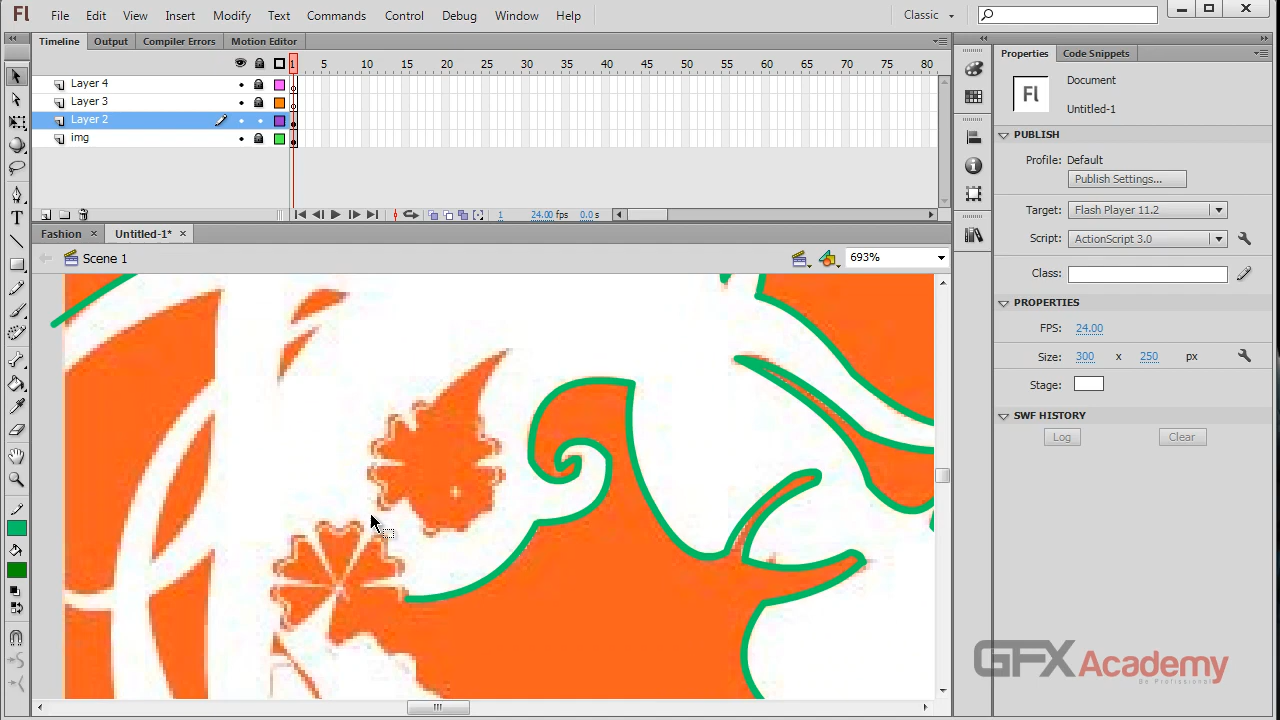 Fl File Edit View Insert Modify Text Commands Control Debug Window Help Classic
Timeline Output Compiler Errors Motion Editor
Properties Code Snippets
1 5 10 15 20 25 30 35 40 45 50 55 60 65 70 75 80
Layer 4
Layer 3
Layer 2
img
Fl
Document
Untitled-1
PUBLISH
Profile: Default
Publish Settings...
Target: Flash Player 11.2
Script: ActionScript 3.0
Class:
PROPERTIES
FPS: 24.00
Size: 300 x 250 px
Stage:
SWF HISTORY
Log Clear
1 24.00 fps 0.0 s
Fashion Untitled-1*
Scene 1 693%
T
GFX Academy
Be Professional